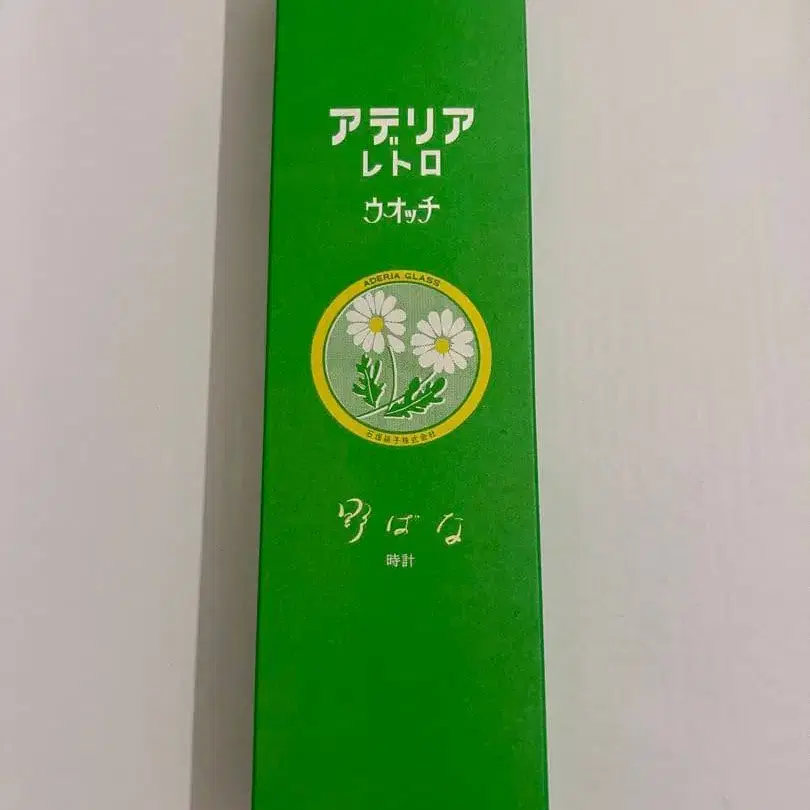 アデリア
レトロ
ウオッチ
ADERIA GLASS
石塚硝子株式会社
野ばな
時計